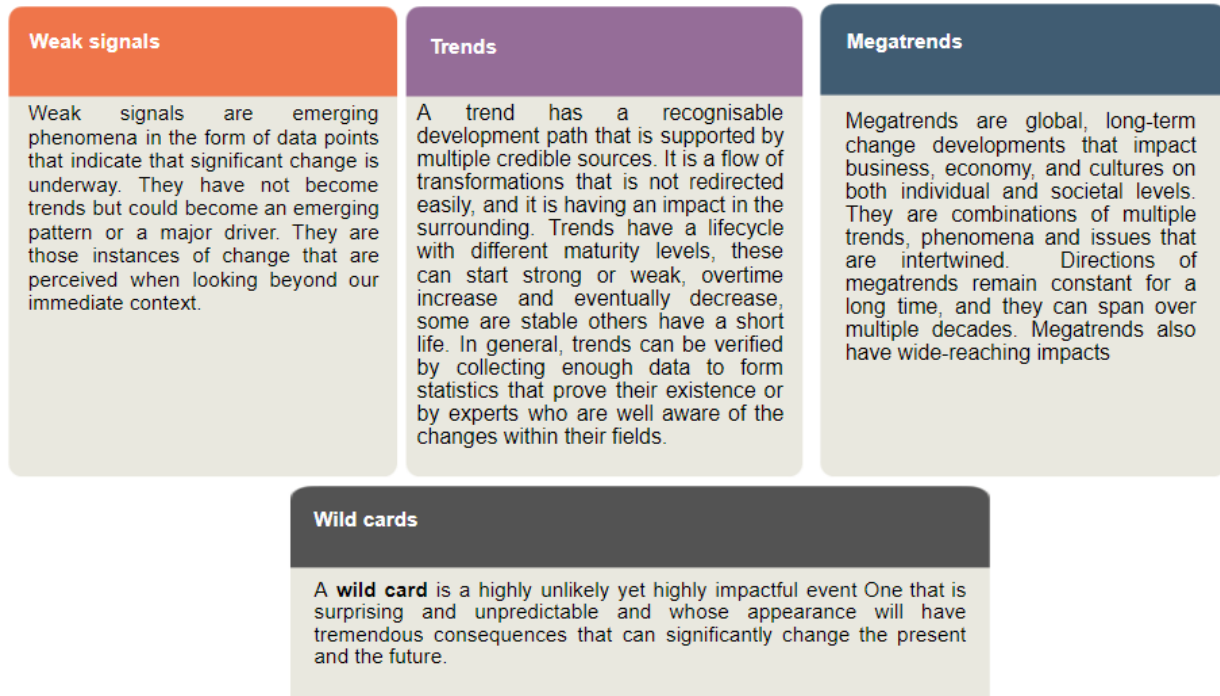 Weak signals
Weak signals are emerging
phenomena in the form of data points
that indicate that significant change is
underway. They have not become
trends but could become an emerging
pattern or a major driver. They are
those instances of change that are
perceived when looking beyond our
immediate context.
Trends
A trend has a recognisable
development path that is supported by
multiple credible sources. It is a flow of
transformations that is not redirected
easily, and it is having an impact in the
surrounding. Trends have a lifecycle
with different maturity levels, these
can start strong or weak, overtime
increase and eventually decrease,
some are stable others have a short
life. In general, trends can be verified
by collecting enough data to form
statistics that prove their existence or
by experts who are well aware of the
changes within their fields.
Megatrends
Megatrends are global, long-term
change developments that impact
business, economy, and cultures on
both individual and societal levels.
They are combinations of multiple
trends, phenomena and issues that
are intertwined. Directions of
megatrends remain constant for a
long time, and they can span over
multiple decades. Megatrends also
have wide-reaching impacts
Wild cards
A wild card is a highly unlikely yet highly impactful event One that is
surprising and unpredictable and whose appearance will have
tremendous consequences that can significantly change the present
and the future.